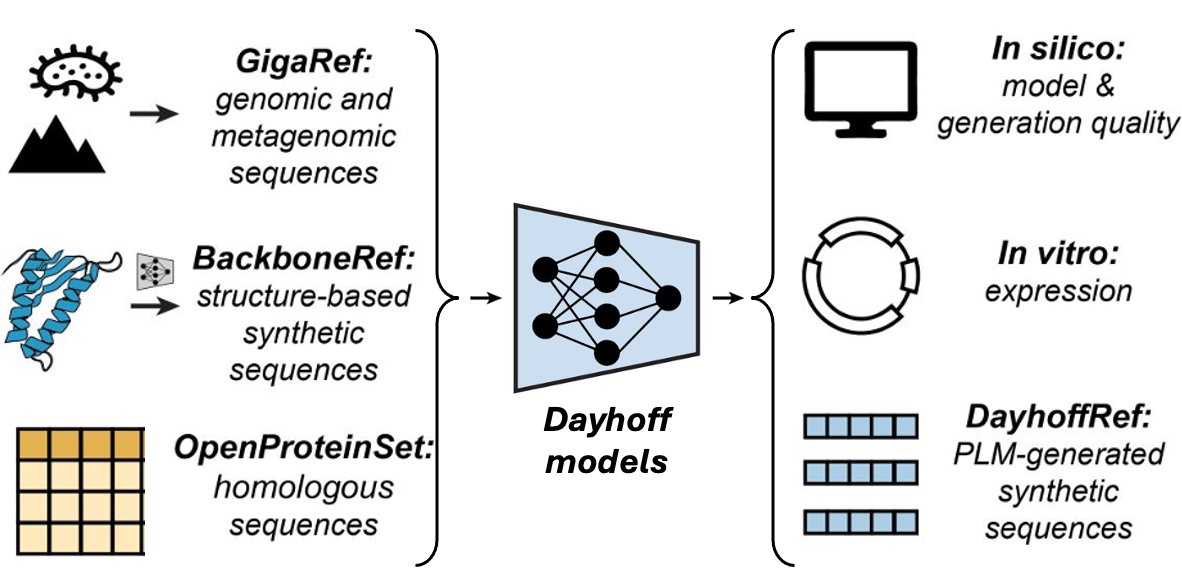 GigaRef:
genomic and
metagenomic
sequences
BackboneRef:
structure-based
synthetic
sequences
OpenProteinSet:
homologous
sequences
Dayhoff
models
In silico:
model &
generation quality
In vitro:
expression
DayhoffRef:
PLM-generated
synthetic
sequences